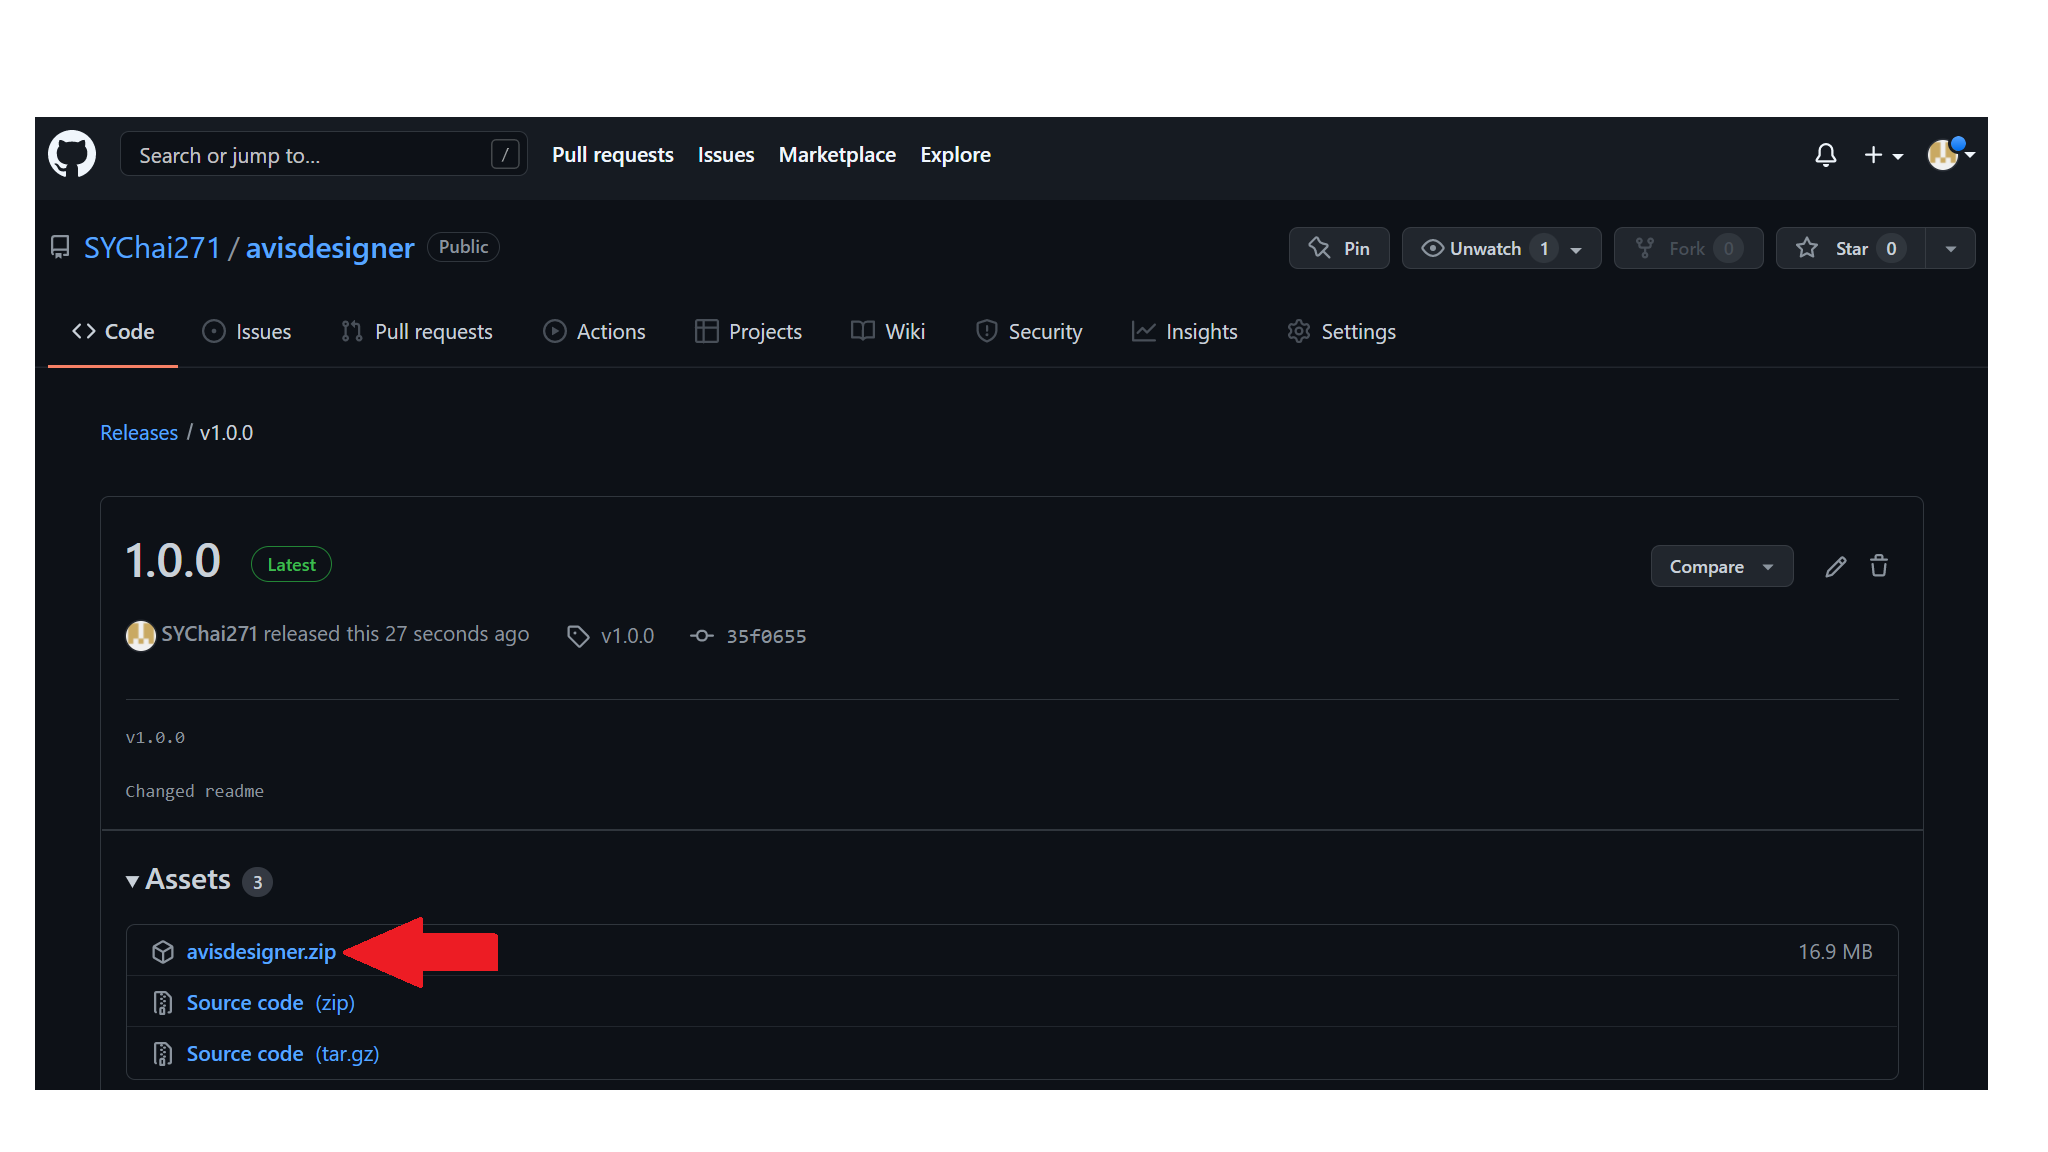 Search or jump to... / Pull requests Issues Marketplace Explore
SYChai271 / avisdesigner Public Pin Unwatch 1 Fork 0 Star 0
Code Issues Pull requests Actions Projects Wiki Security Insights Settings
Releases / v1.0.0
1.0.0 Latest Compare
SYChai271 released this 27 seconds ago v1.0.0 35f0655
v1.0.0
Changed readme
Assets 3
avisdesigner.zip 16.9 MB
Source code (zip)
Source code (tar.gz)